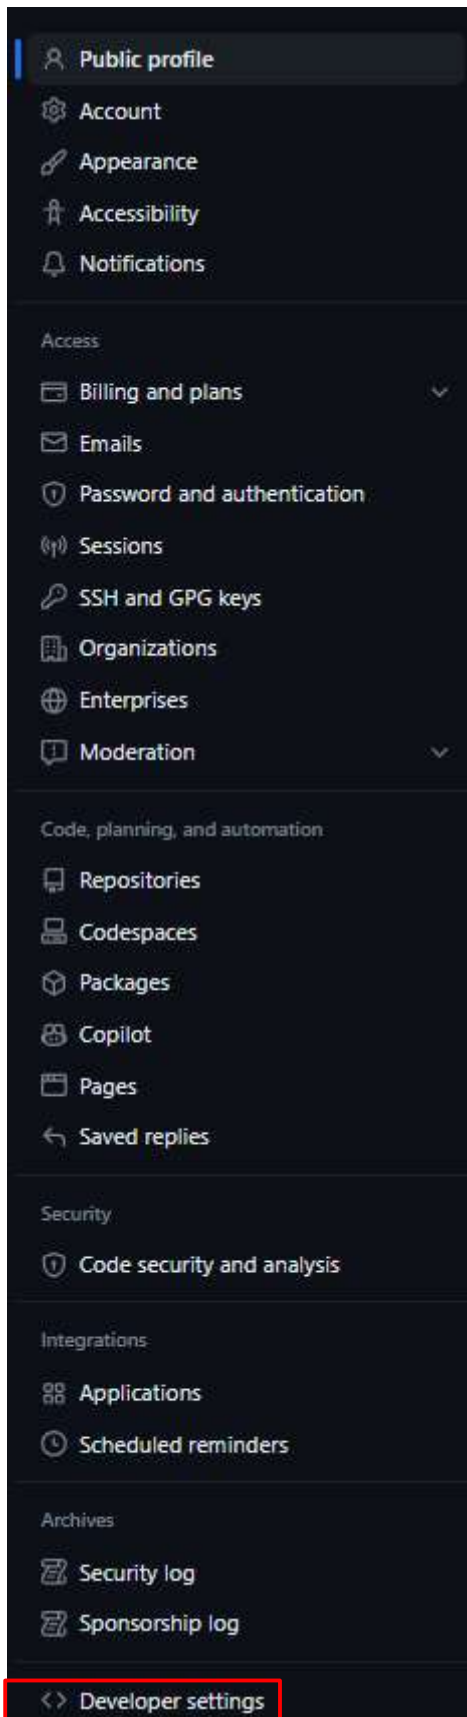 Public profile
Account
Appearance
Accessibility
Notifications
Access
Billing and plans
Emails
Password and authentication
Sessions
SSH and GPG keys
Organizations
Enterprises
Moderation
Code, planning, and automation
Repositories
Codespaces
Packages
Copilot
Pages
Saved replies
Security
Code security and analysis
Integrations
Applications
Scheduled reminders
Archives
Security log
Sponsorship log
Developer settings